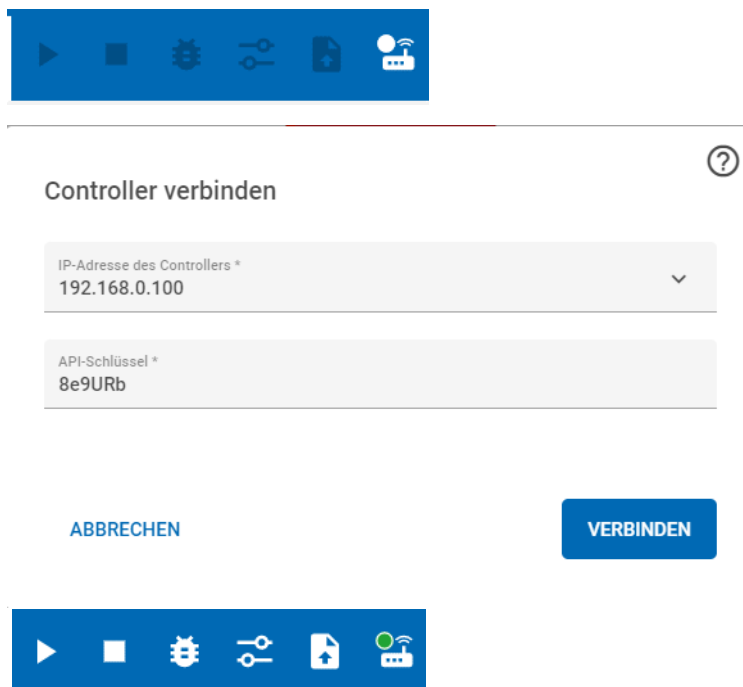 Controller verbinden
IP-Adresse des Controllers *
192.168.0.100
API-Schlüssel *
8e9URb
ABBRECHEN
VERBINDEN